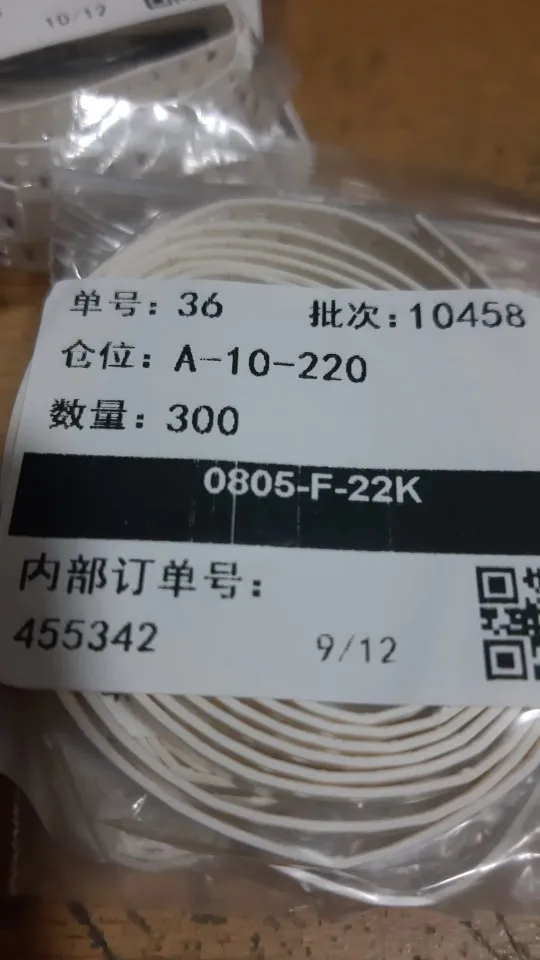 10/12
单号：36 批次：10458
仓位：A-10-220
数量：300
0805-F-22K
内部订单号：
455342 9/12